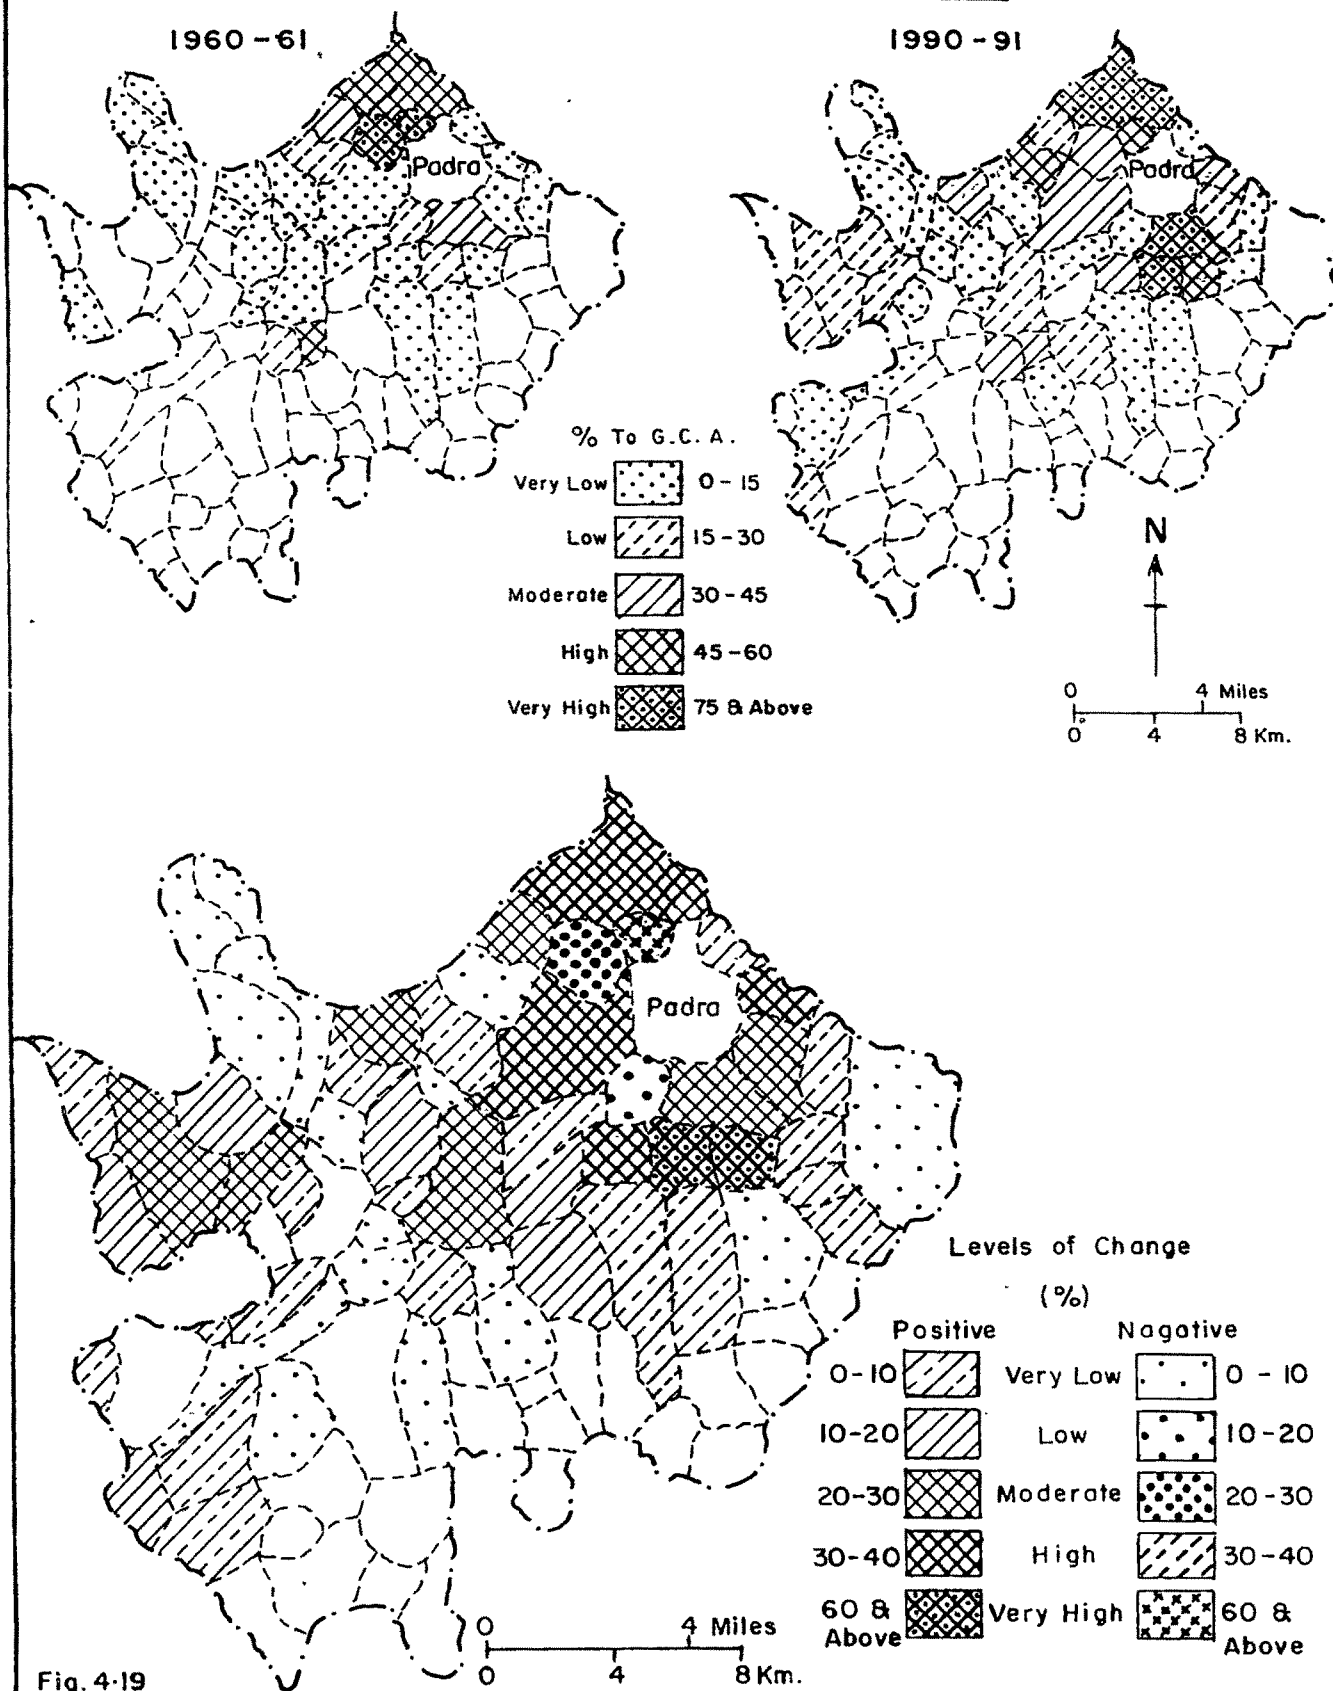 1960-61
1990-91
Padra
Padra
% To G.C.A.
Very Low 0-15
Low 15-30
Moderate 30-45
High 45-60
Very High 75 & Above
N
0 4 Miles
0 4 8 Km.
Padra
Levels of Change
(%)
Positive Nagative
0-10 Very Low 0-10
10-20 Low 10-20
20-30 Moderate 20-30
30-40 High 30-40
60 & Above Very High 60 & Above
0 4 Miles
0 4 8 Km.
Fig. 4.19